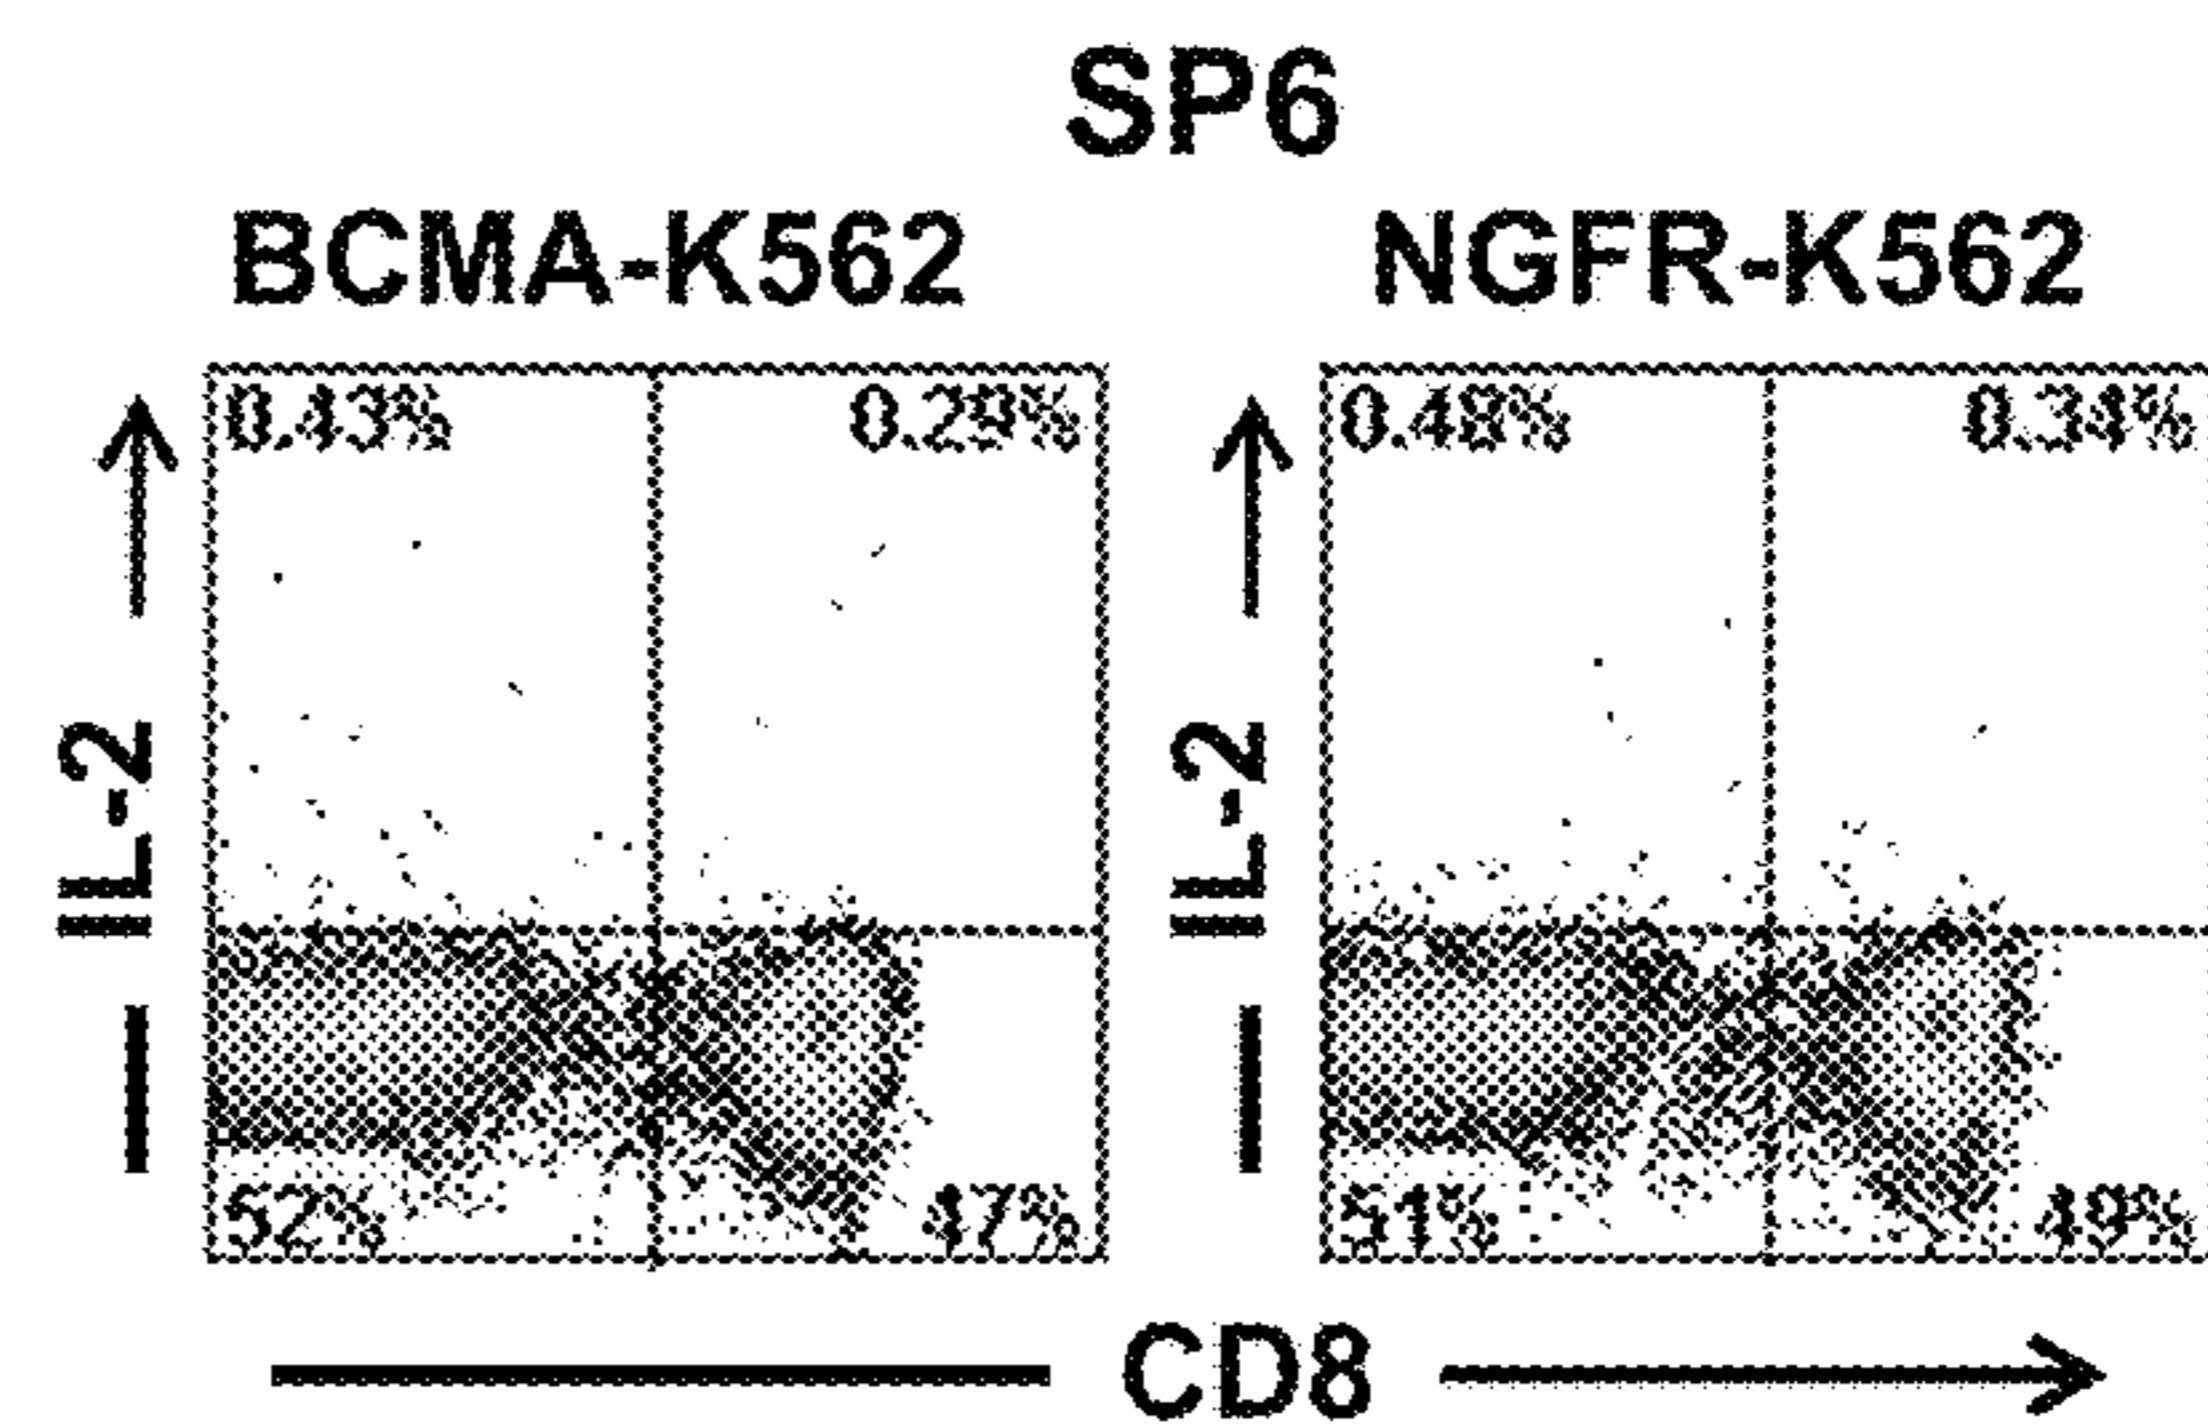 SP6
BCMA-K562 NGFR-K562
0.43% 0.29% 0.48% 0.34%
IL-2 IL-2
52% 47% 51% 49%
CD8